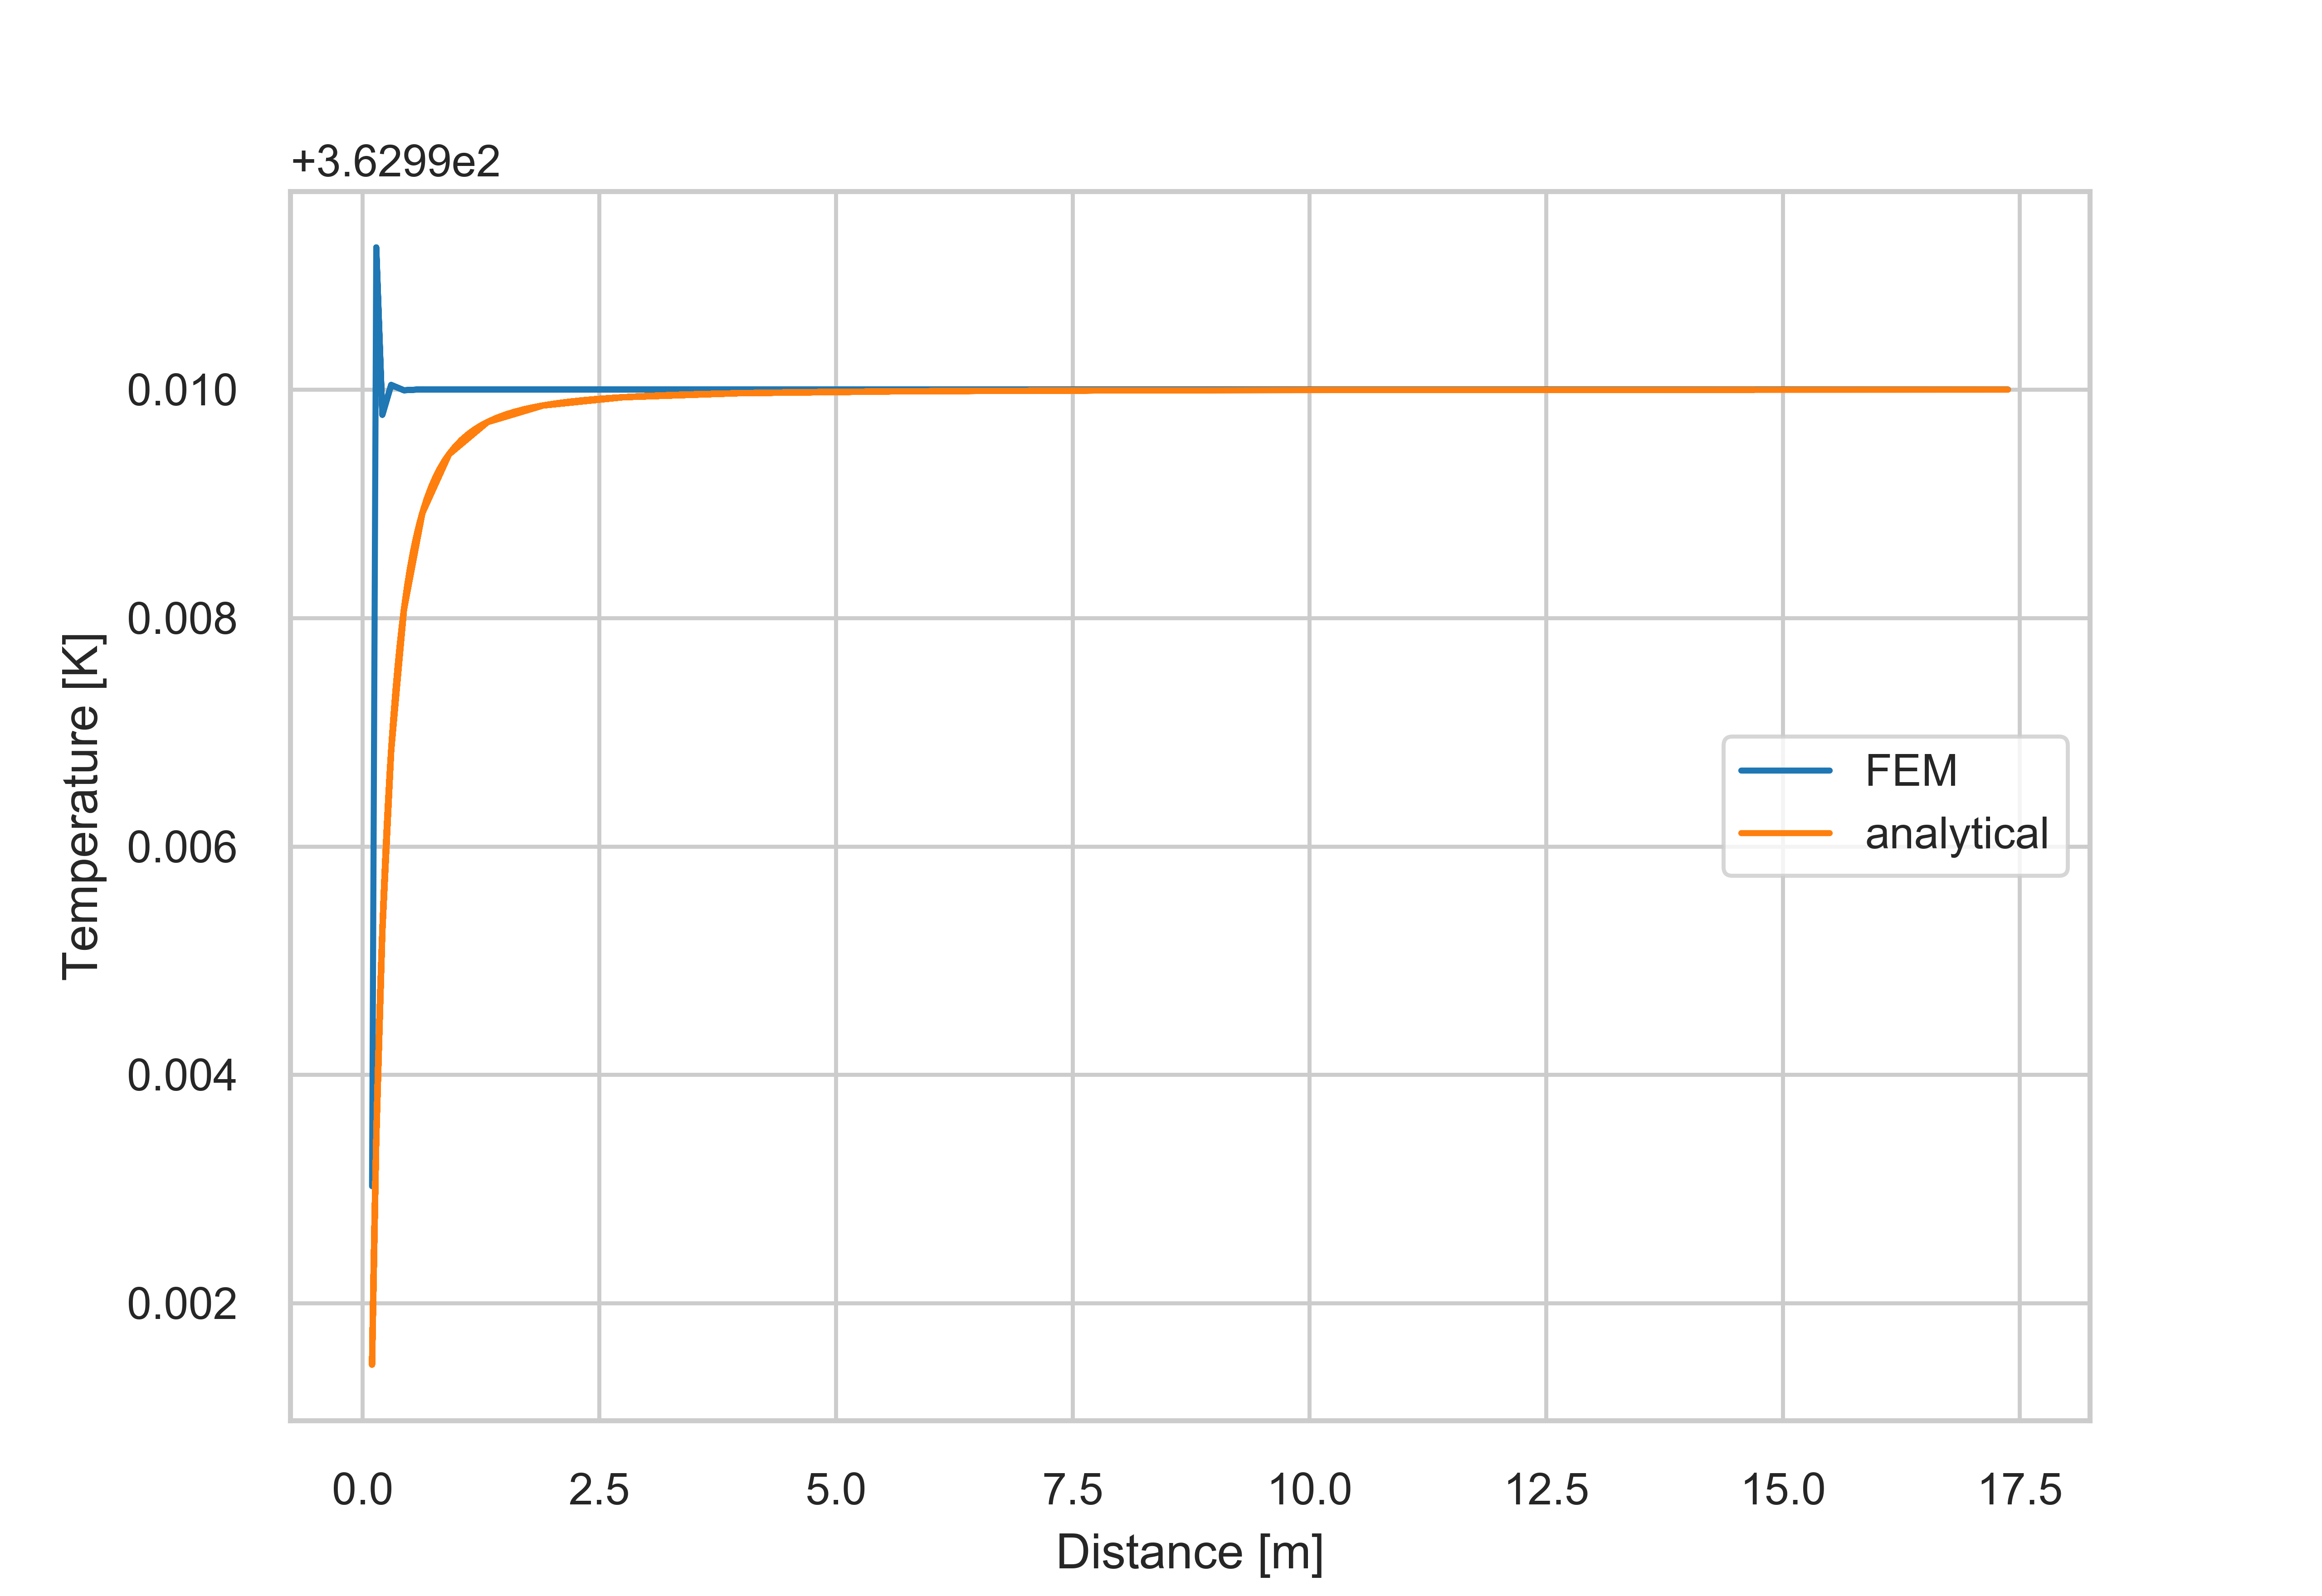 +3.6299e2
0.010
0.008
0.006
0.004
0.002
Temperature [K]
FEM
analytical
0.0 2.5 5.0 7.5 10.0 12.5 15.0 17.5
Distance [m]